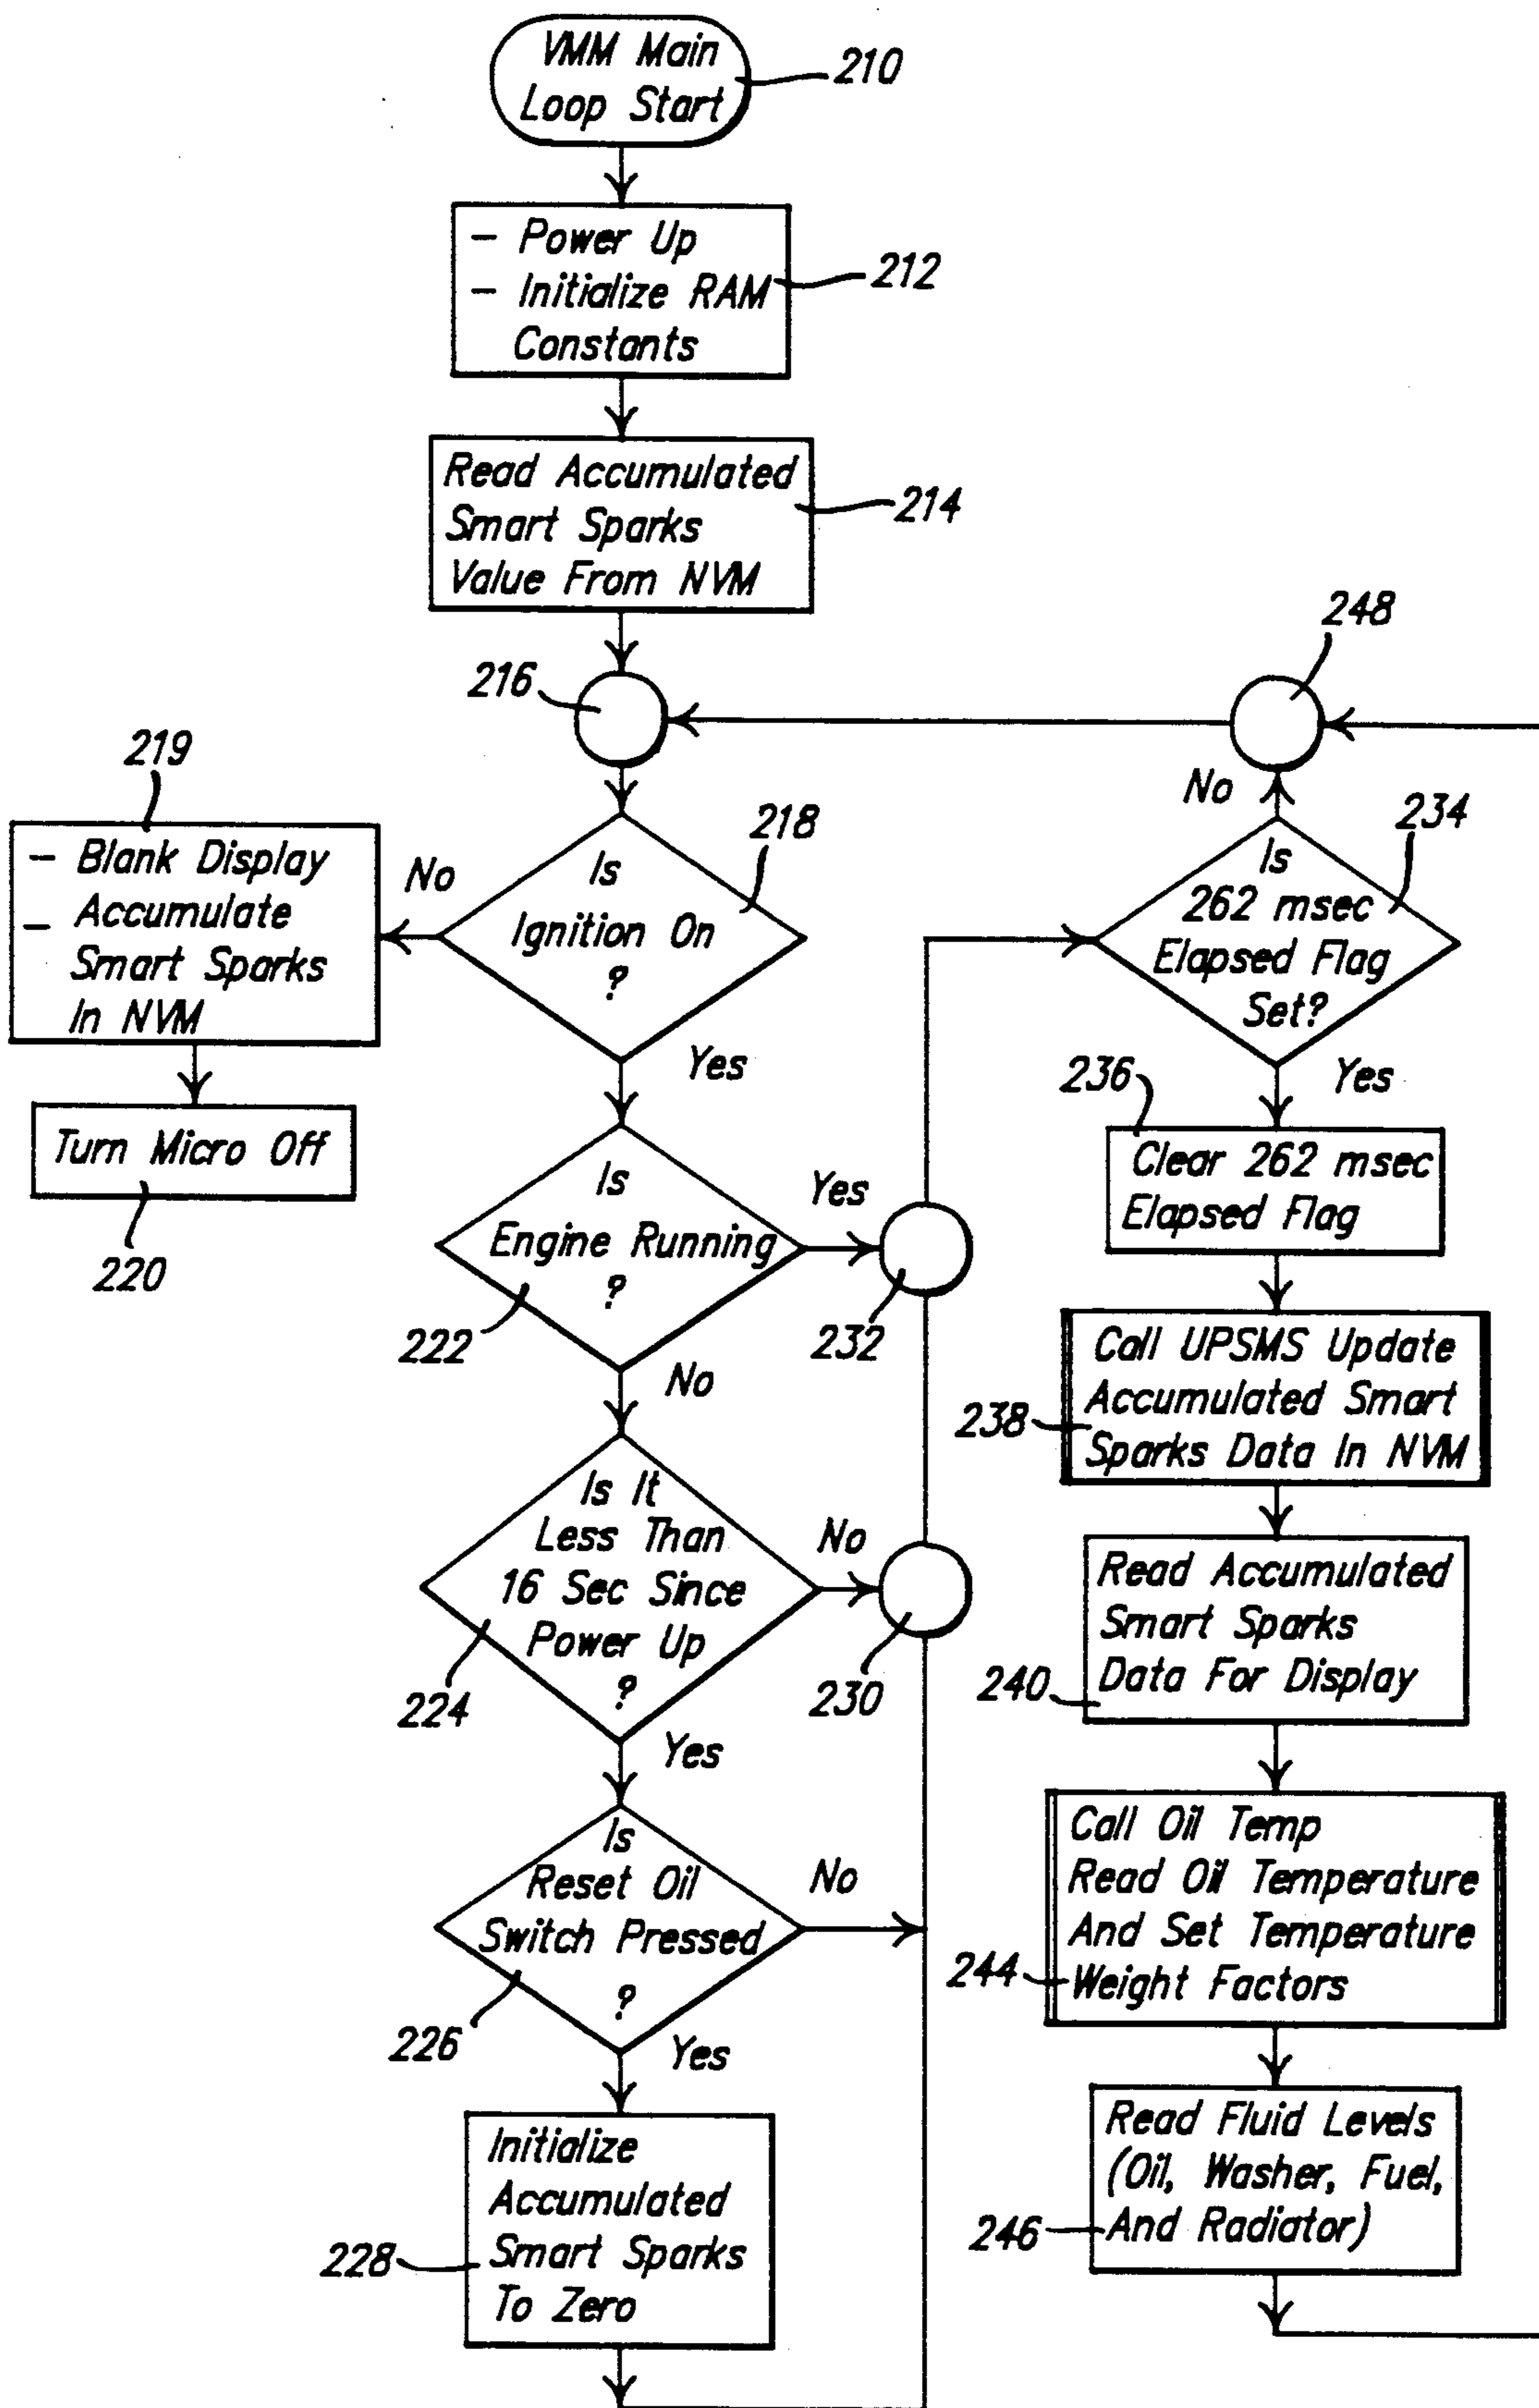 VMM Main
Loop Start
210
- Power Up
- Initialize RAM
Constants
212
Read Accumulated
Smart Sparks
Value From NVM
214
216
248
219
- Blank Display
- Accumulate
Smart Sparks
In NVM
No
Is
Ignition On
?
218
Yes
Turn Micro Off
220
Is
Engine Running
?
222
Yes
232
No
Is It
Less Than
16 Sec Since
Power Up
?
224
No
230
Yes
Is
Reset Oil
Switch Pressed
?
226
No
Yes
Initialize
Accumulated
Smart Sparks
To Zero
228
No
Is
262 msec
Elapsed Flag
Set?
234
Yes
236
Clear 262 msec
Elapsed Flag
Call UPSMS Update
Accumulated Smart
Sparks Data In NVM
238
Read Accumulated
Smart Sparks
Data For Display
240
Call Oil Temp
Read Oil Temperature
And Set Temperature
Weight Factors
244
Read Fluid Levels
(Oil, Washer, Fuel,
And Radiator)
246